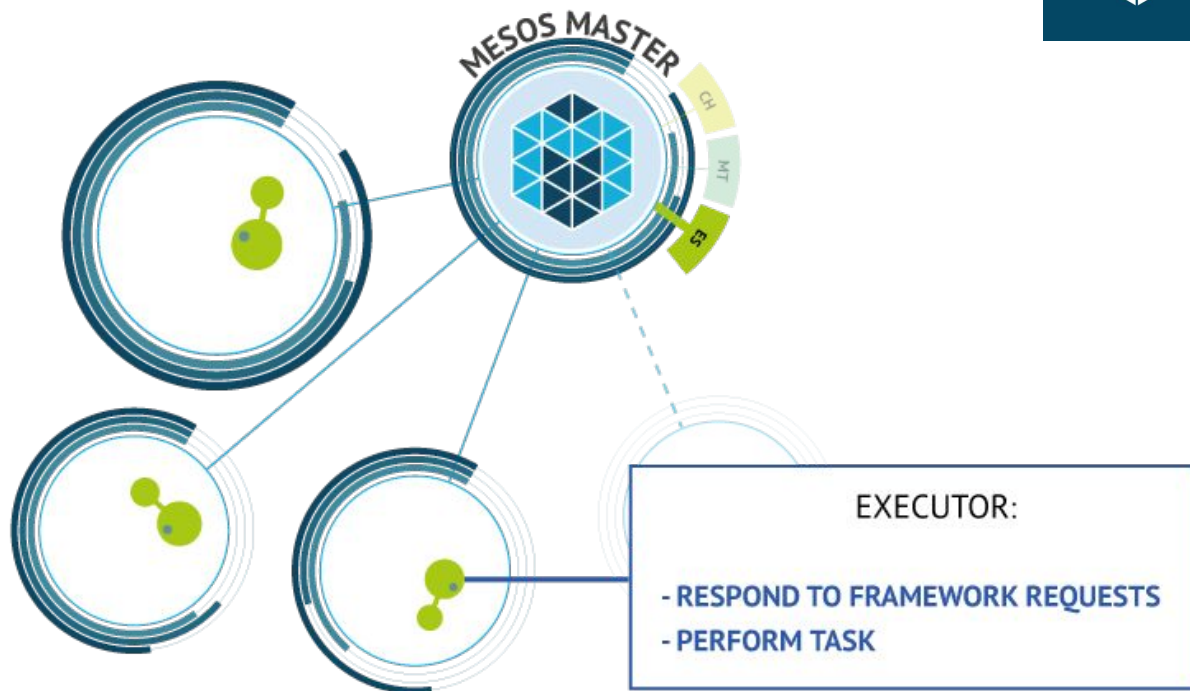 MESOS MASTER
CH
MT
ES
EXECUTOR:
- RESPOND TO FRAMEWORK REQUESTS
- PERFORM TASK